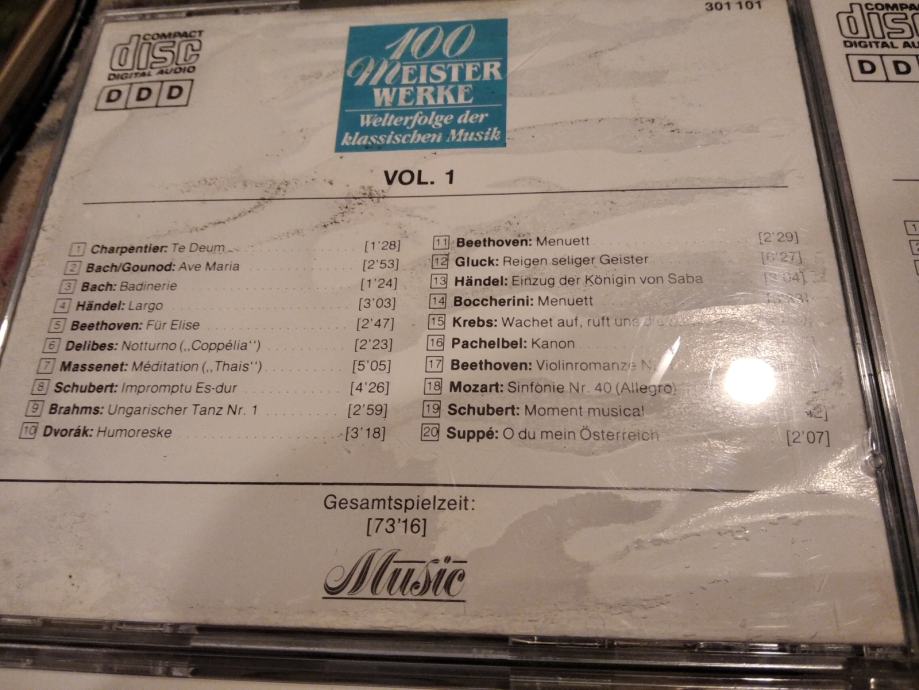 COMPACT
disc
DIGITAL AUDIO
DDD
301 101
COMPACT
disc
DIGITAL AU
D D
100
MEISTER
WERKE
Welterfolge der
klassischen Musik
VOL. 1
1 Charpentier: Te Deum [1'28]
2 Bach/Gounod: Ave Maria [2'53]
3 Bach: Badinerie [1'24]
4 Händel: Largo [3'03]
5 Beethoven: Für Elise [2'47]
6 Delibes: Notturno („Coppélia“) [2'23]
7 Massenet: Méditation („Thais“) [5'05]
8 Schubert: Impromptu Es-dur [4'26]
9 Brahms: Ungarischer Tanz Nr. 1 [2'59]
10 Dvorák: Humoreske [3'18]
11 Beethoven: Menuett [2'29]
12 Gluck: Reigen seliger Geister [6'27]
13 Händel: Einzug der Königin von Saba
14 Boccherini: Menuett
15 Krebs: Wachet auf, ruft uns
16 Pachelbel: Kanon
17 Beethoven: Violinromanze
18 Mozart: Sinfonie Nr. 40 (Allegro)
19 Schubert: Moment musical
20 Suppé: O du mein Österreich [2'07]
Gesamtspielzeit:
[73'16]
Music